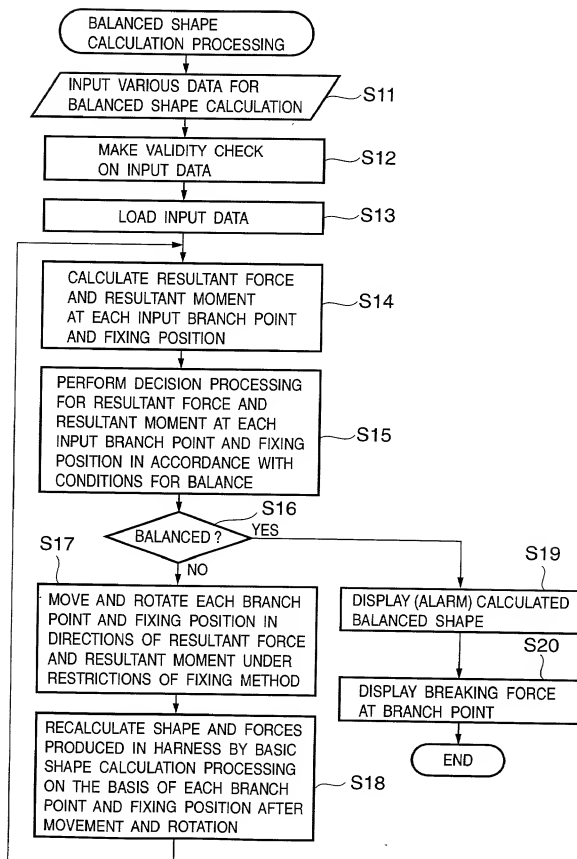 BALANCED SHAPE
CALCULATION PROCESSING
INPUT VARIOUS DATA FOR
BALANCED SHAPE CALCULATION
S11
MAKE VALIDITY CHECK
ON INPUT DATA
S12
LOAD INPUT DATA
S13
CALCULATE RESULTANT FORCE
AND RESULTANT MOMENT
AT EACH INPUT BRANCH POINT
AND FIXING POSITION
S14
PERFORM DECISION PROCESSING
FOR RESULTANT FORCE AND
RESULTANT MOMENT AT EACH
INPUT BRANCH POINT AND FIXING
POSITION IN ACCORDANCE WITH
CONDITIONS FOR BALANCE
S15
S16
BALANCED ?
YES
NO
S17
MOVE AND ROTATE EACH BRANCH
POINT AND FIXING POSITION IN
DIRECTIONS OF RESULTANT FORCE
AND RESULTANT MOMENT UNDER
RESTRICTIONS OF FIXING METHOD
RECALCULATE SHAPE AND FORCES
PRODUCED IN HARNESS BY BASIC
SHAPE CALCULATION PROCESSING
ON THE BASIS OF EACH BRANCH
POINT AND FIXING POSITION AFTER
MOVEMENT AND ROTATION
S18
S19
DISPLAY (ALARM) CALCULATED
BALANCED SHAPE
S20
DISPLAY BREAKING FORCE
AT BRANCH POINT
END